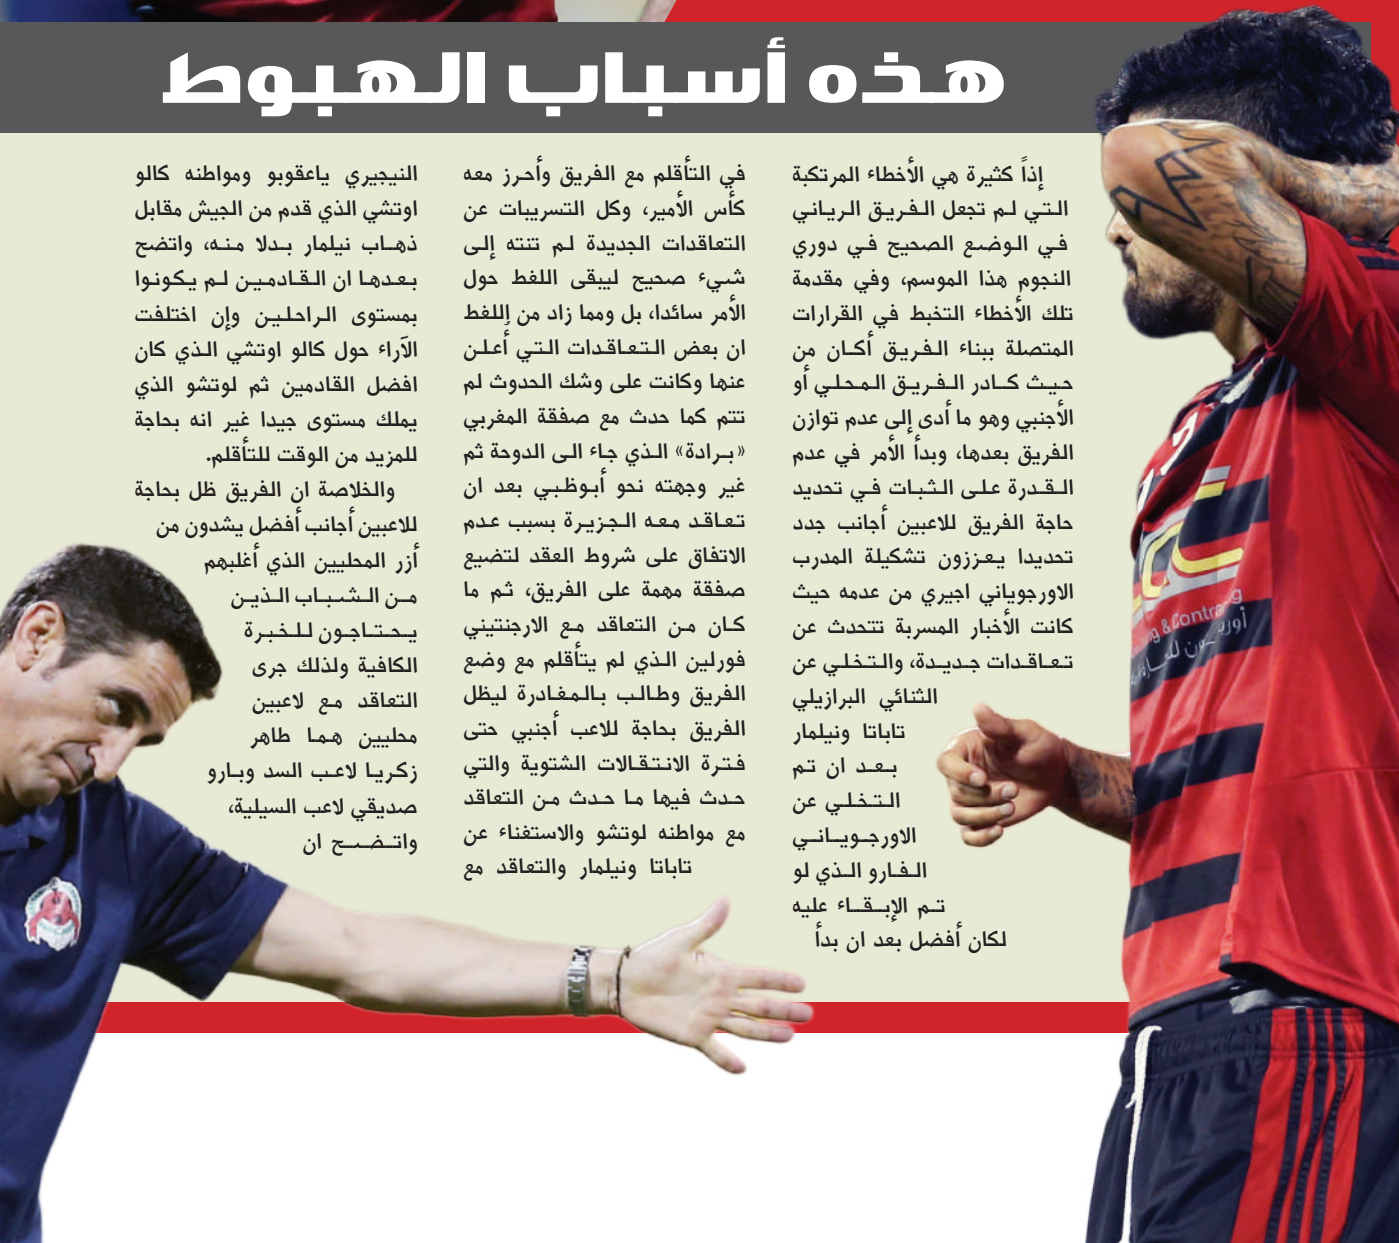 هذه أسباب الهبوط
إذاً كثيرة هي الأخطاء المرتكبة
التي لم تجعل الفريق الرياني
في الوضع الصحيح في دوري
النجوم هذا الموسم، وفي مقدمة
تلك الأخطاء التخبط في القرارات
المتصلة ببناء الفريق أكان من
حيث كادر الفريق المحلي أو
الأجنبي وهو ما أدى إلى عدم توازن
الفريق بعدها، وبدأ الأمر في عدم
القدرة على الثبات في تحديد
حاجة الفريق للاعبين أجانب جدد
تحديدا يعززون تشكيلة المدرب
الاورجوياني اجيري من عدمه حيث
كانت الأخبار المسربة تتحدث عن
تعاقدات جديدة، والتخلي عن
الثنائي البرازيلي
تاباتا ونيلمار
بعد ان تم
التخلي عن
الاورجوياني
الفارو الذي لو
تم الإبقاء عليه
لكان أفضل بعد ان بدأ
في التأقلم مع الفريق وأحرز معه
كأس الأمير، وكل التسريبات عن
التعاقدات الجديدة لم تنته إلى
شيء صحيح ليبقى اللغط حول
الأمر سائدا، بل ومما زاد من اللغط
ان بعض التعاقدات التي أُعلن
عنها وكانت على وشك الحدوث لم
تتم كما حدث مع صفقة المغربي
«برادة» الذي جاء الى الدوحة ثم
غير وجهته نحو أبوظبي بعد ان
تعاقد معه الجزيرة بسبب عدم
الاتفاق على شروط العقد لتضيع
صفقة مهمة على الفريق، ثم ما
كان من التعاقد مع الارجنتيني
فورلين الذي لم يتأقلم مع وضع
الفريق وطالب بالمغادرة ليظل
الفريق بحاجة للاعب أجنبي حتى
فترة الانتقالات الشتوية والتي
حدث فيها ما حدث من التعاقد
مع مواطنه لوتشو والاستغناء عن
تاباتا ونيلمار والتعاقد مع
النيجيري ياعقوبو ومواطنه كالو
اوتشي الذي قدم من الجيش مقابل
ذهاب نيلمار بدلا منه، واتضح
بعدها ان القادمين لم يكونوا
بمستوى الراحلين وإن اختلفت
الآراء حول كالو اوتشي الذي كان
افضل القادمين ثم لوتشو الذي
يملك مستوى جيدا غير انه بحاجة
للمزيد من الوقت للتأقلم.
والخلاصة ان الفريق ظل بحاجة
للاعبين أجانب أفضل يشدون من
أزر المحليين الذي أغلبهم
من الشباب الذين
يحتاجون للخبرة
الكافية ولذلك جرى
التعاقد مع لاعبين
محليين هما طاهر
زكريا لاعب السد وبارو
صديقي لاعب السيلية،
واتضح ان